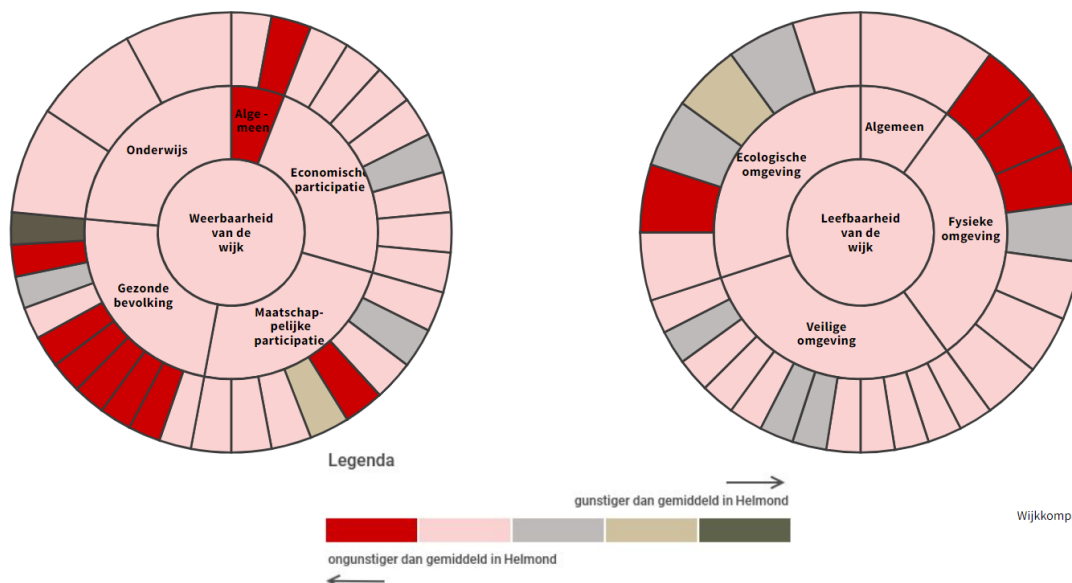 Alge -
meen
Economische
participatie
Onderwijs
Weerbaarheid
van de
wijk
Gezonde
bevolking
Maatschap-
pelijke
participatie
Algemeen
Ecologische
omgeving
Leefbaarheid
van de
wijk
Fysieke
omgeving
Veilige
omgeving
Legenda
gunstiger dan gemiddeld in Helmond
ongunstiger dan gemiddeld in Helmond
Wijkkomp